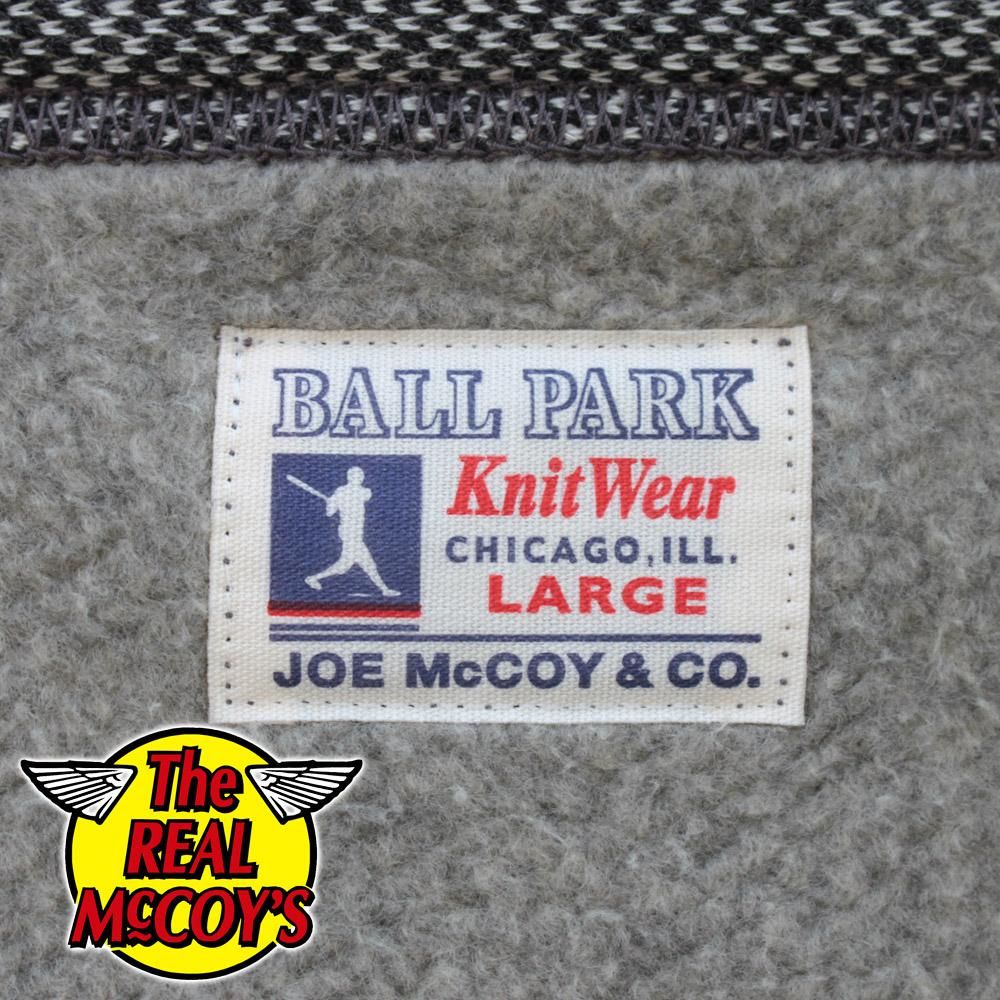 BALL PARK
KnitWear
CHICAGO, ILL.
LARGE
JOE McCOY & CO.
The
REAL
McCOY'S